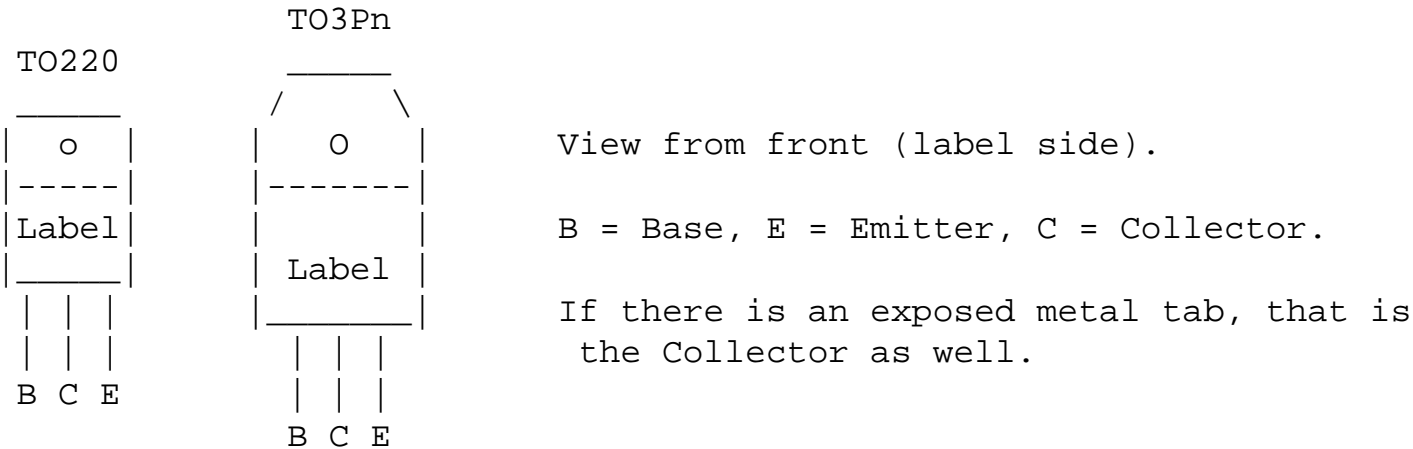 TO3Pn
TO220
o O View from front (label side).
Label B = Base, E = Emitter, C = Collector.
Label If there is an exposed metal tab, that is
the Collector as well.
B C E
B C E